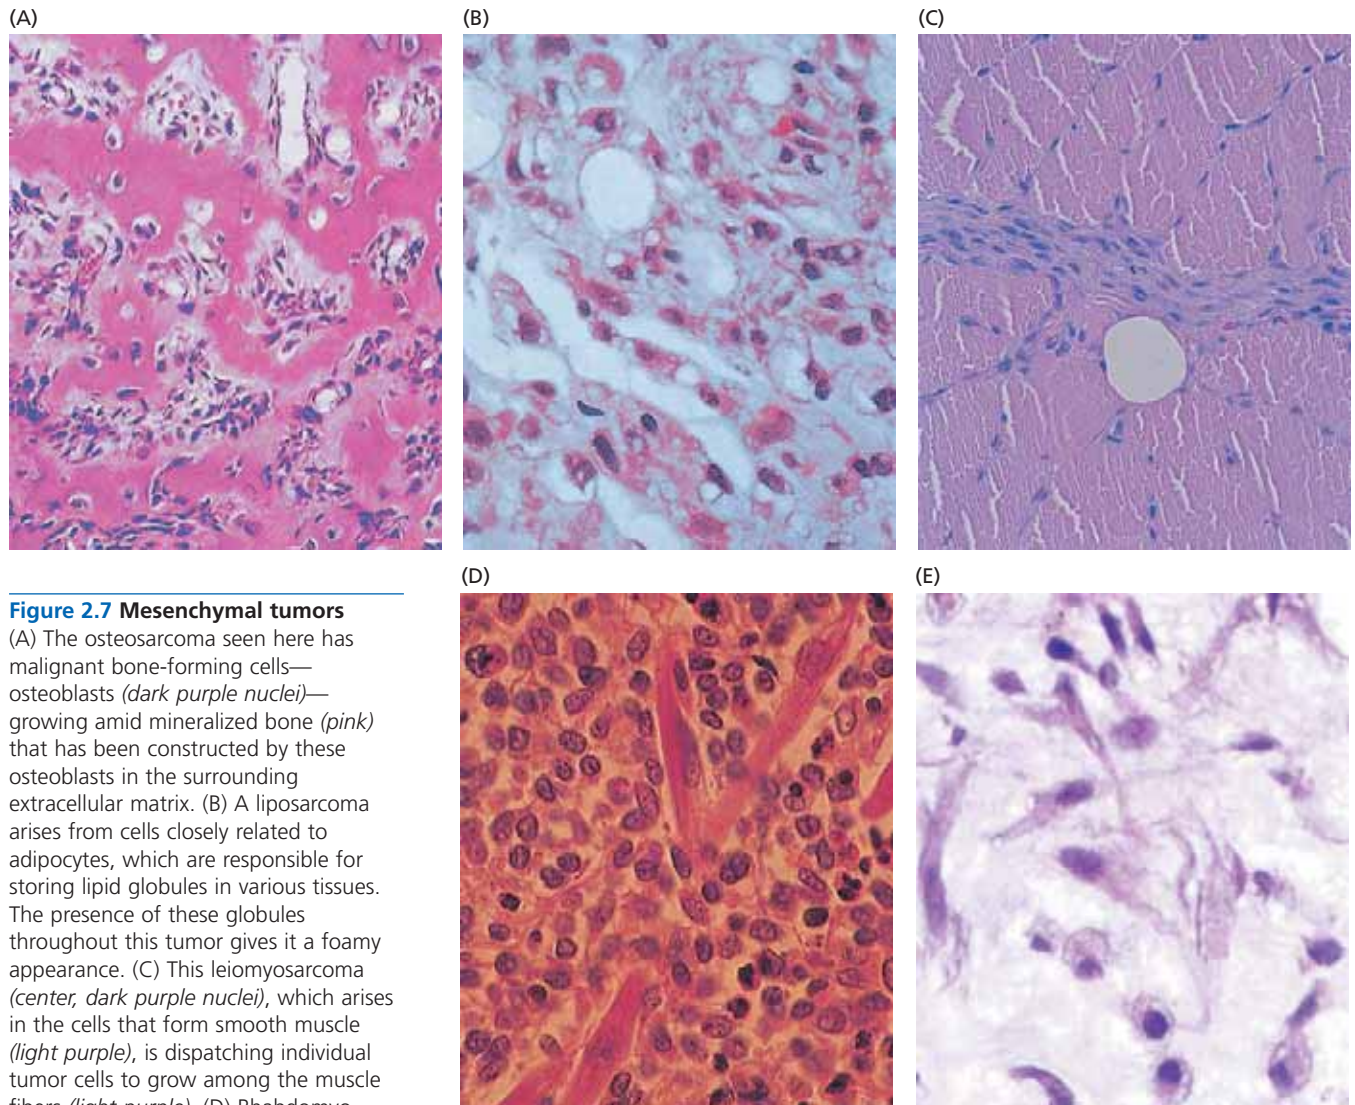 (A)
(B)
(C)
(D)
(E)
Figure 2.7 Mesenchymal tumors
(A) The osteosarcoma seen here has
malignant bone-forming cells—
osteoblasts (dark purple nuclei)—
growing amid mineralized bone (pink)
that has been constructed by these
osteoblasts in the surrounding
extracellular matrix. (B) A liposarcoma
arises from cells closely related to
adipocytes, which are responsible for
storing lipid globules in various tissues.
The presence of these globules
throughout this tumor gives it a foamy
appearance. (C) This leiomyosarcoma
(center, dark purple nuclei), which arises
in the cells that form smooth muscle
(light purple), is dispatching individual
tumor cells to grow among the muscle
fibers (light purple). (D) Rhabdomyo-